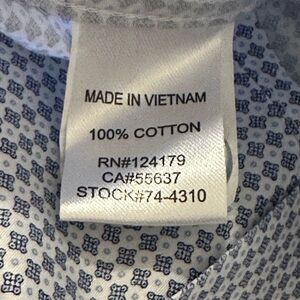 MADE IN VIETNAM
100% COTTON
RN#124179
CA#55637
STOCK#74-4310